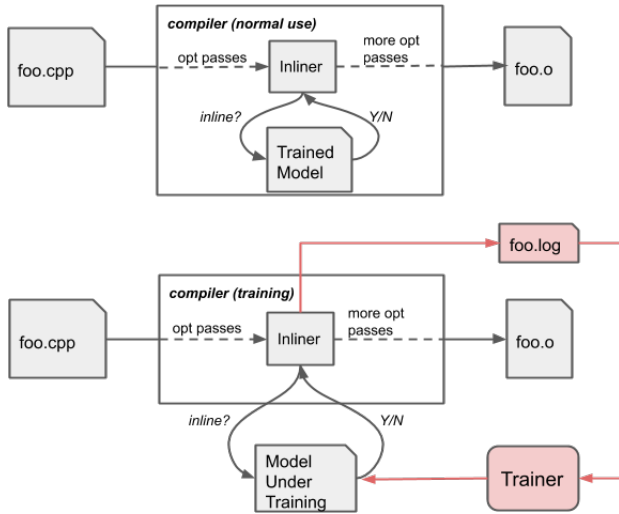 compiler (normal use)
foo.cpp
opt passes
Inliner
more opt
passes
foo.o
inline?
Y/N
Trained
Model
foo.log
compiler (training)
foo.cpp
opt passes
Inliner
more opt
passes
foo.o
inline?
Y/N
Model
Under
Training
Trainer